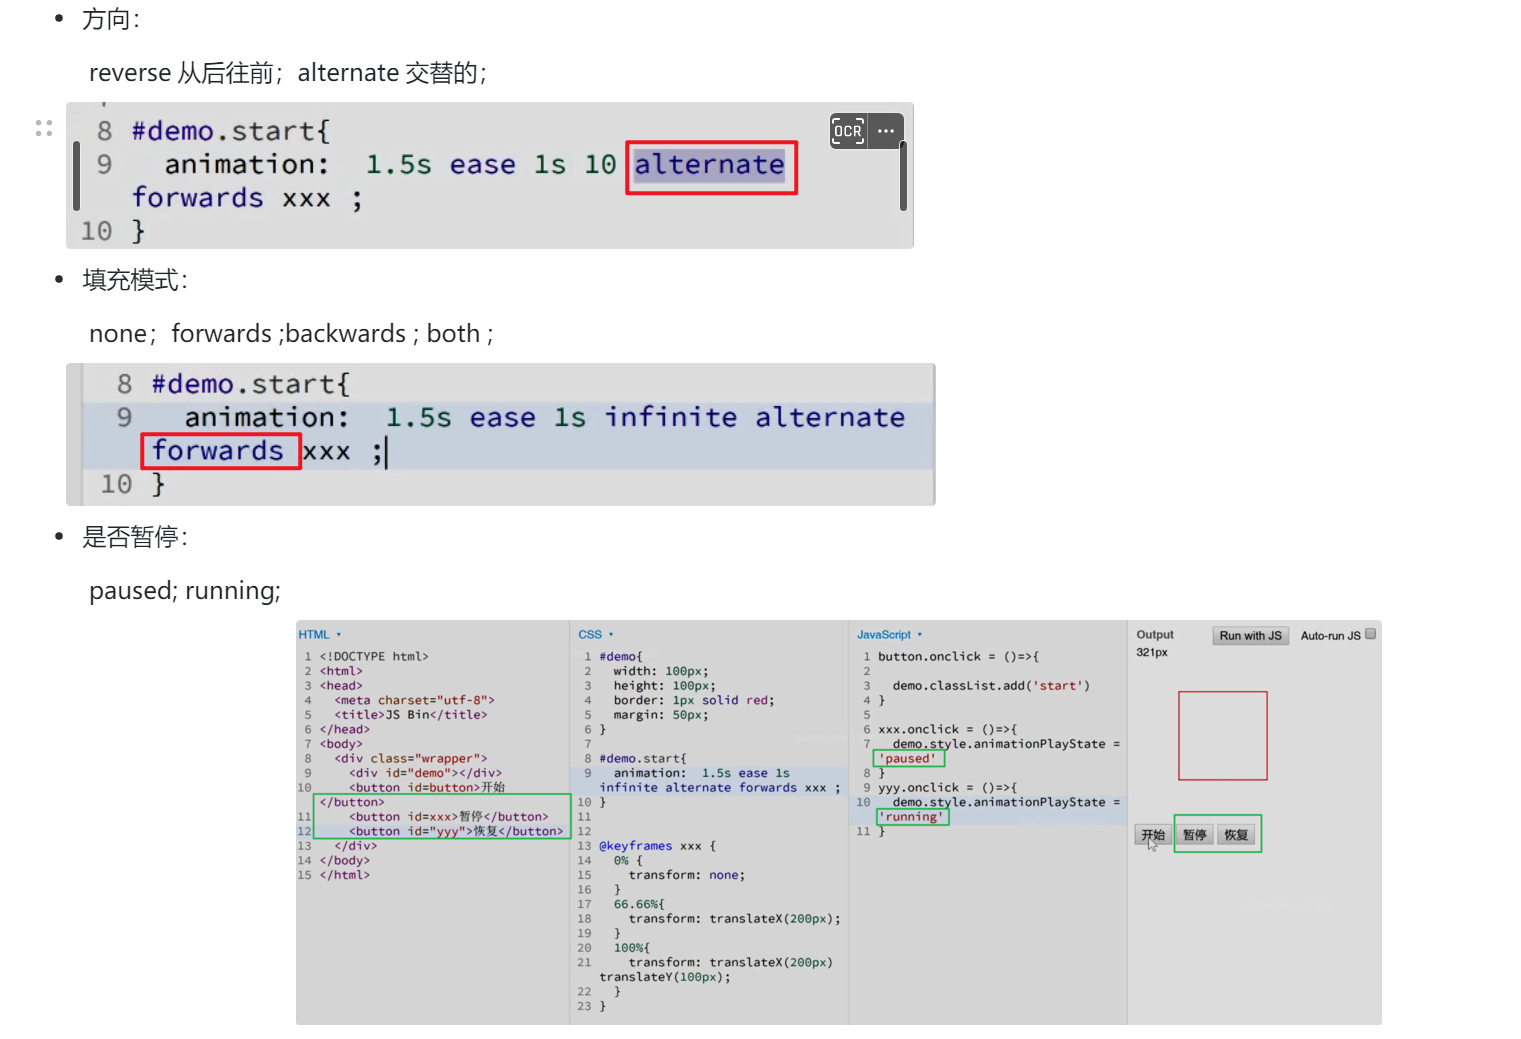 • 方向：
reverse 从后往前；alternate 交替的；
8 #demo.start{
OCR ···
9 animation: 1.5s ease 1s 10 alternate
forwards xxx ;
10 }
• 填充模式：
none；forwards ;backwards ; both ;
8 #demo.start{
9 animation: 1.5s ease 1s infinite alternate
forwards xxx ;
10 }
• 是否暂停：
paused; running;
HTML
1 <!DOCTYPE html>
2 <html>
3 <head>
4 <meta charset="utf-8">
5 <title>JS Bin</title>
6 </head>
7 <body>
8 <div class="wrapper">
9 <div id="demo"></div>
10 <button id=button>开始
</button>
11 <button id=xxx>暂停</button>
12 <button id="yyy">恢复</button>
13 </div>
14 </body>
15 </html>
CSS
1 #demo{
2 width: 100px;
3 height: 100px;
4 border: 1px solid red;
5 margin: 50px;
6 }
7
8 #demo.start{
9 animation: 1.5s ease 1s
infinite alternate forwards xxx ;
10 }
11
12
13 @keyframes xxx {
14 0% {
15 transform: none;
16 }
17 66.66%{
18 transform: translateX(200px);
19 }
20 100%{
21 transform: translateX(200px)
translateY(100px);
22 }
23 }
JavaScript
1 button.onclick = ()=>{
2
3 demo.classList.add('start')
4 }
5
6 xxx.onclick = ()=>{
7 demo.style.animationPlayState =
'paused'
8 }
9 yyy.onclick = ()=>{
10 demo.style.animationPlayState =
'running'
11 }
Output Run with JS Auto-run JS
321px
开始 暂停 恢复